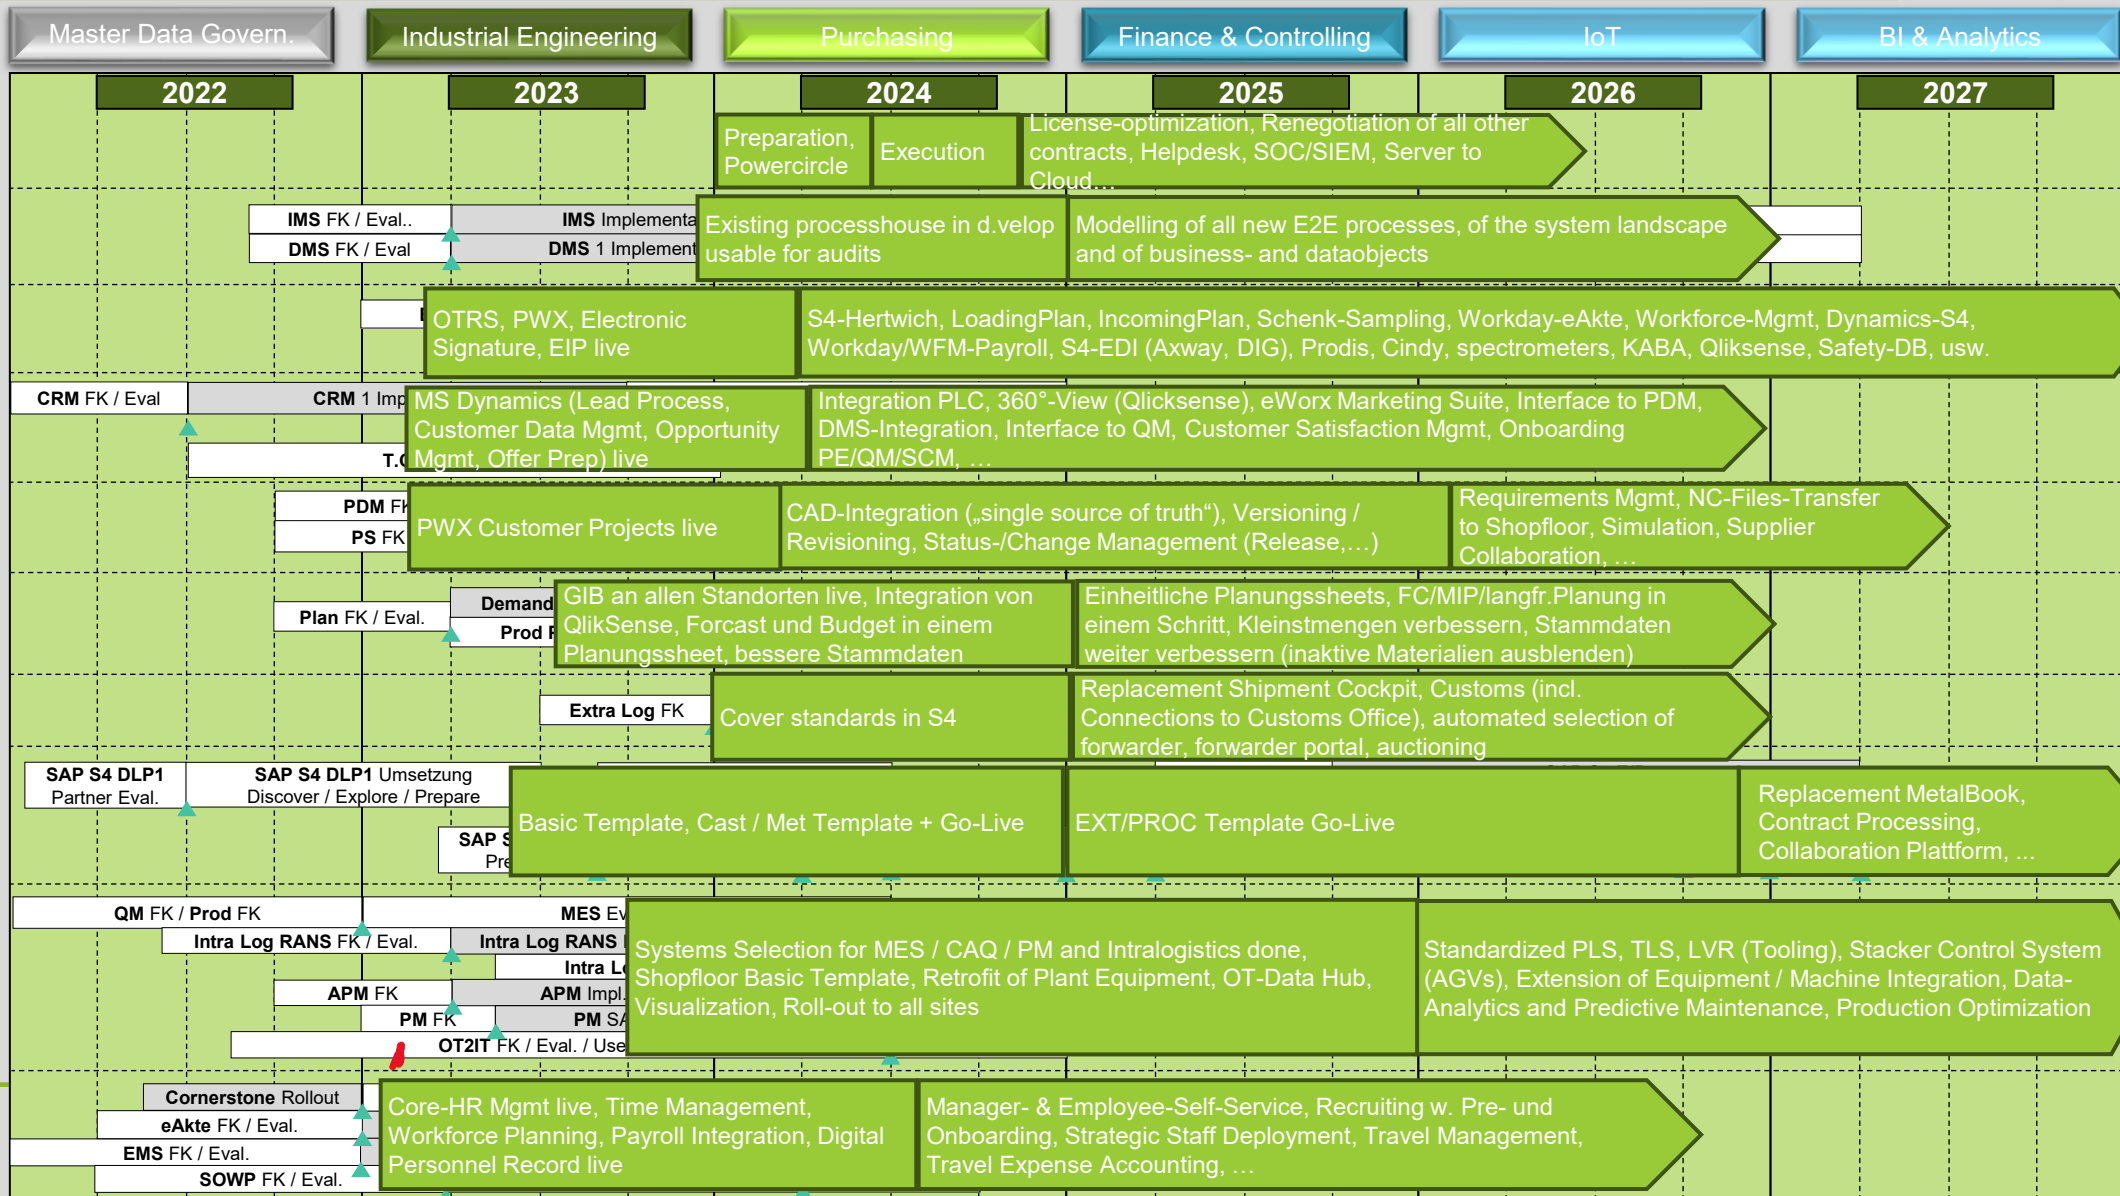 Master Data Govern.
Industrial Engineering
Purchasing
Finance & Controlling
IoT
BI & Analytics
2022
2023
2024
2025
2026
2027
Preparation,
Powercircle
Execution
License-optimization, Renegotiation of all other
contracts, Helpdesk, SOC/SIEM, Server to
Cloud…
IMS FK / Eval..
IMS Implementa
DMS FK / Eval
DMS 1 Implement
Existing processhouse in d.velop
usable for audits
Modelling of all new E2E processes, of the system landscape
and of business- and dataobjects
OTRS, PWX, Electronic
Signature, EIP live
S4-Hertwich, LoadingPlan, IncomingPlan, Schenk-Sampling, Workday-eAkte, Workforce-Mgmt, Dynamics-S4,
Workday/WFM-Payroll, S4-EDI (Axway, DIG), Prodis, Cindy, spectrometers, KABA, Qliksense, Safety-DB, usw.
CRM FK / Eval
CRM 1 Imp
T.
MS Dynamics (Lead Process,
Customer Data Mgmt, Opportunity
Mgmt, Offer Prep) live
Integration PLC, 360°-View (Qlicksense), eWorx Marketing Suite, Interface to PDM,
DMS-Integration, Interface to QM, Customer Satisfaction Mgmt, Onboarding
PE/QM/SCM, …
PDM FK
PS FK
PWX Customer Projects live
CAD-Integration („single source of truth“), Versioning /
Revisioning, Status-/Change Management (Release,…)
Requirements Mgmt, NC-Files-Transfer
to Shopfloor, Simulation, Supplier
Collaboration, …
Plan FK / Eval.
Demand
Prod
GIB an allen Standorten live, Integration von
QlikSense, Forcast und Budget in einem
Planungssheet, bessere Stammdaten
Einheitliche Planungssheets, FC/MIP/langfr.Planung in
einem Schritt, Kleinstmengen verbessern, Stammdaten
weiter verbessern (inaktive Materialien ausblenden)
Extra Log FK
Cover standards in S4
Replacement Shipment Cockpit, Customs (incl.
Connections to Customs Office), automated selection of
forwarder, forwarder portal, auctioning
SAP S4 DLP1
Partner Eval.
SAP S4 DLP1 Umsetzung
Discover / Explore / Prepare
SAP S
Pre
Basic Template, Cast / Met Template + Go-Live
EXT/PROC Template Go-Live
Replacement MetalBook,
Contract Processing,
Collaboration Plattform, ...
QM FK / Prod FK
MES Ev
Intra Log RANS FK / Eval.
Intra Log RANS
Intra Lo
APM FK
APM Impl.
PM FK
PM SA
OT2IT FK / Eval. / Use
Systems Selection for MES / CAQ / PM and Intralogistics done,
Shopfloor Basic Template, Retrofit of Plant Equipment, OT-Data Hub,
Visualization, Roll-out to all sites
Standardized PLS, TLS, LVR (Tooling), Stacker Control System
(AGVs), Extension of Equipment / Machine Integration, Data-
Analytics and Predictive Maintenance, Production Optimization
Cornerstone Rollout
eAkte FK / Eval.
EMS FK / Eval.
SOWP FK / Eval.
Core-HR Mgmt live, Time Management,
Workforce Planning, Payroll Integration, Digital
Personnel Record live
Manager- & Employee-Self-Service, Recruiting w. Pre- und
Onboarding, Strategic Staff Deployment, Travel Management,
Travel Expense Accounting, …